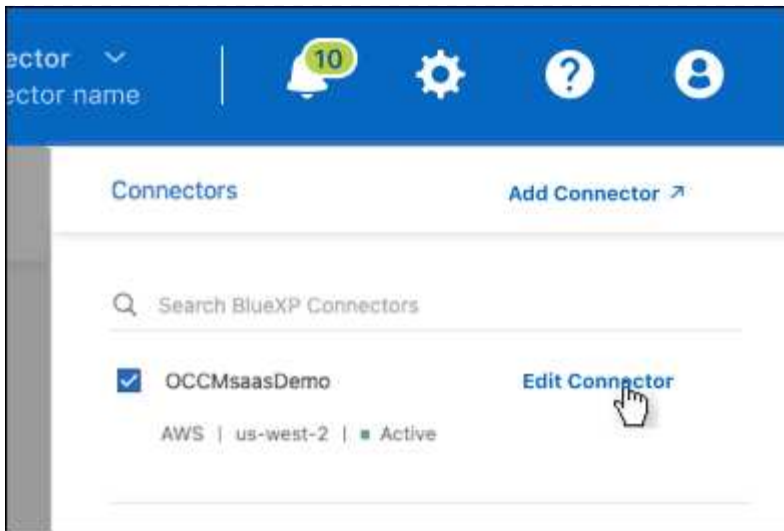 ector
ector name
10
Connectors
Add Connector
Search BlueXP Connectors
OCCMsaasDemo
Edit Connector
AWS | us-west-2 | Active